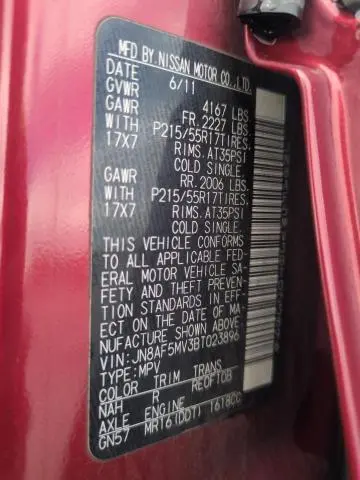 MFD BY NISSAN MOTOR CO.,LTD.
DATE 6/11
GVWR 4167 LBS
GAWR FR. 2227 LBS
WITH P215/55R17TIRES.
17X7 RIMS. AT35PSI
COLD SINGLE.
GAWR RR. 2006 LBS.
WITH P215/55R17TIRES.
17X7 RIMS. AT35PSI
COLD SINGLE.
THIS VEHICLE CONFORMS
TO ALL APPLICABLE FED-
ERAL MOTOR VEHICLE SA-
FETY AND THEFT PREVEN-
TION STANDARDS IN EFF-
ECT ON THE DATE OF MA-
NUFACTURE SHOWN ABOVE.
VIN:JN8AF5MV3BT023896
TYPE:MPV
COLOR TRIM TRANS
NAH R RE0F10B
AXLE ENGINE
GN57 MR16(DDT) 1618CC